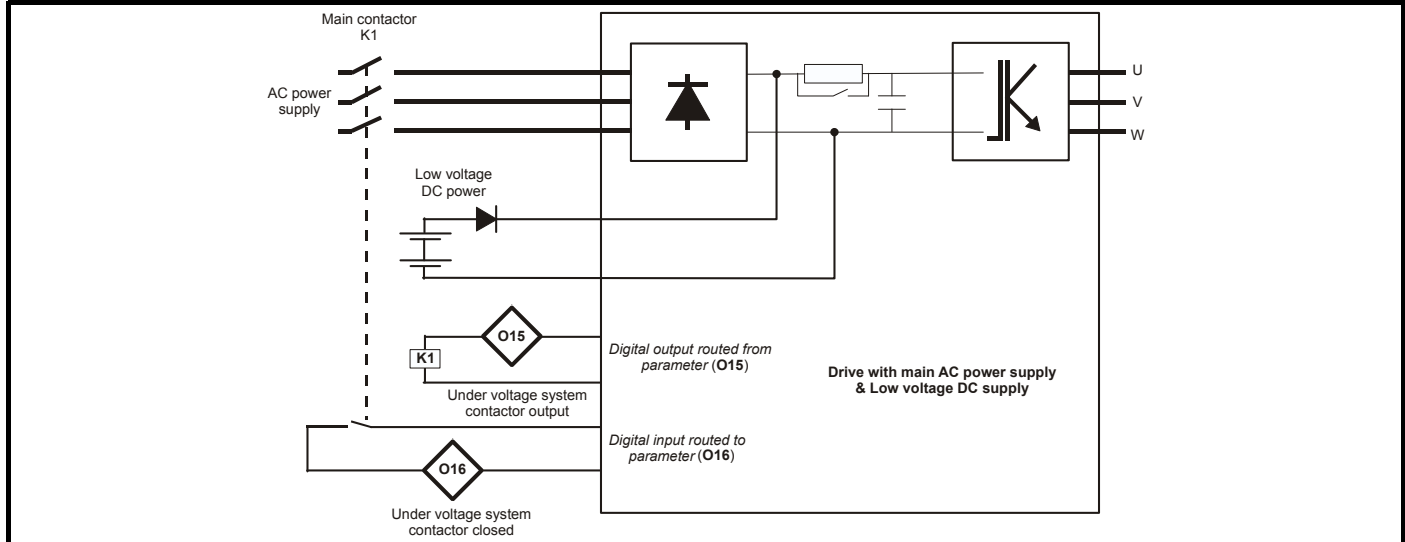 Main contactor
K1
AC power
supply
U
V
W
Low voltage
DC power
O15
K1
Digital output routed from
parameter (O15)
Under voltage system
contactor output
Drive with main AC power supply
& Low voltage DC supply
Digital input routed to
parameter (O16)
O16
Under voltage system
contactor closed